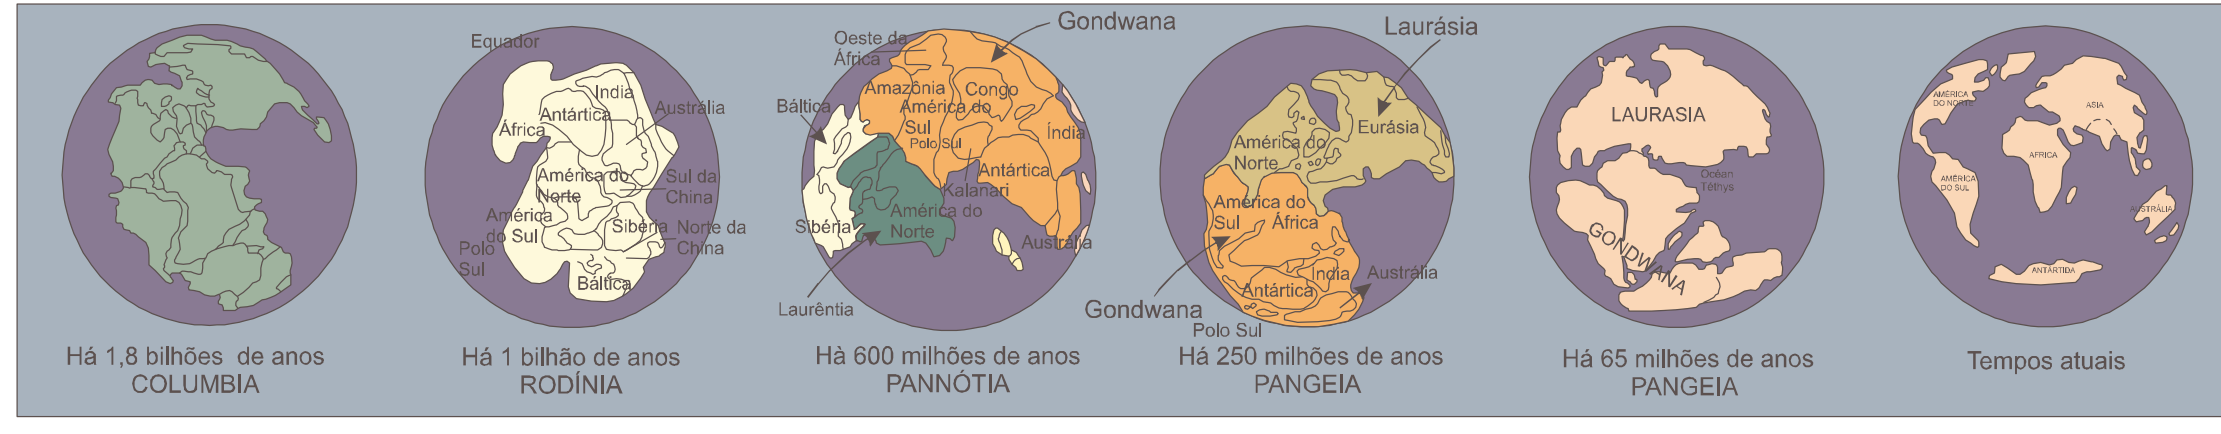 Há 1,8 bilhões de anos
COLUMBIA
Equador
Índia
Antártica
Austrália
África
América do
Norte
Sul da
China
América
do Sul
Sibéria
Norte da
China
Polo
Sul
Báltica
Há 1 bilhão de anos
RODÍNIA
Gondwana
Oeste da
África
Amazônia
Congo
Báltica
América do
Sul
Índia
Polo Sul
Antártica
Kalanari
América do
Norte
Sibéria
Austrália
Laurêntia
Hà 600 milhões de anos
PANNÓTIA
Laurásia
Eurásia
América do
Norte
América do
Sul
África
Índia
Austrália
Antártica
Gondwana
Polo Sul
Há 250 milhões de anos
PANGEIA
LAURASIA
Océan
Téthys
GONDWANA
Há 65 milhões de anos
PANGEIA
AMÉRICA
DO NORTE
ASIA
AFRICA
AMÉRICA
DO SUL
AUSTRÁLIA
ANTÁRTIDA
Tempos atuais